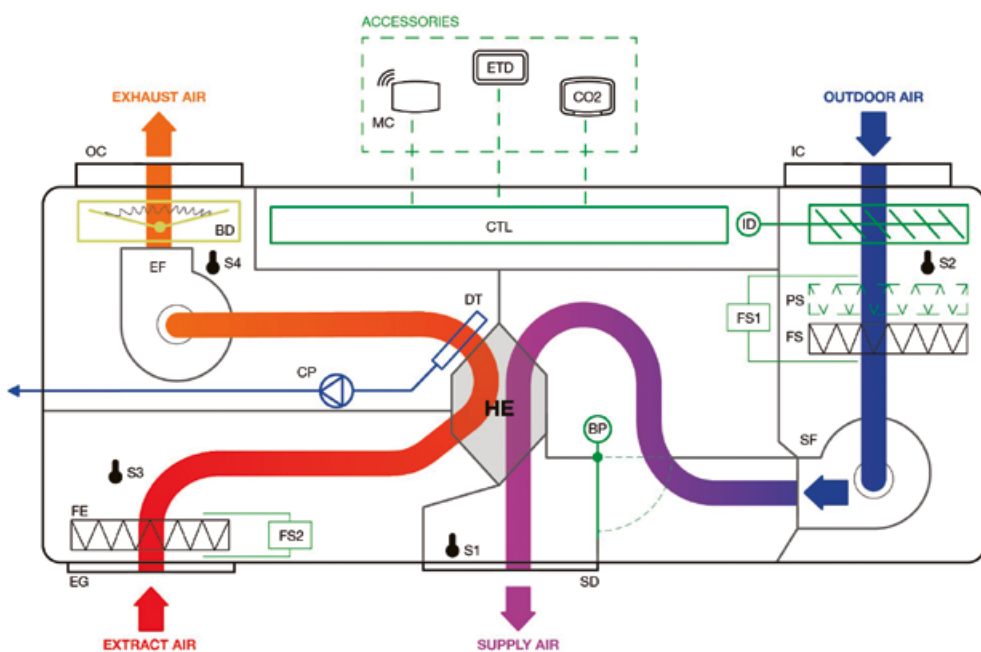 ACCESSORIES
ETD
CO2
MC
EXHAUST AIR
OUTDOOR AIR
OC
IC
BD
CTL
ID
EF
S4
S2
DT
PS
FS1
FS
CP
HE
BP
SF
S3
FE
FS2
S1
EG
SD
EXTRACT AIR
SUPPLY AIR